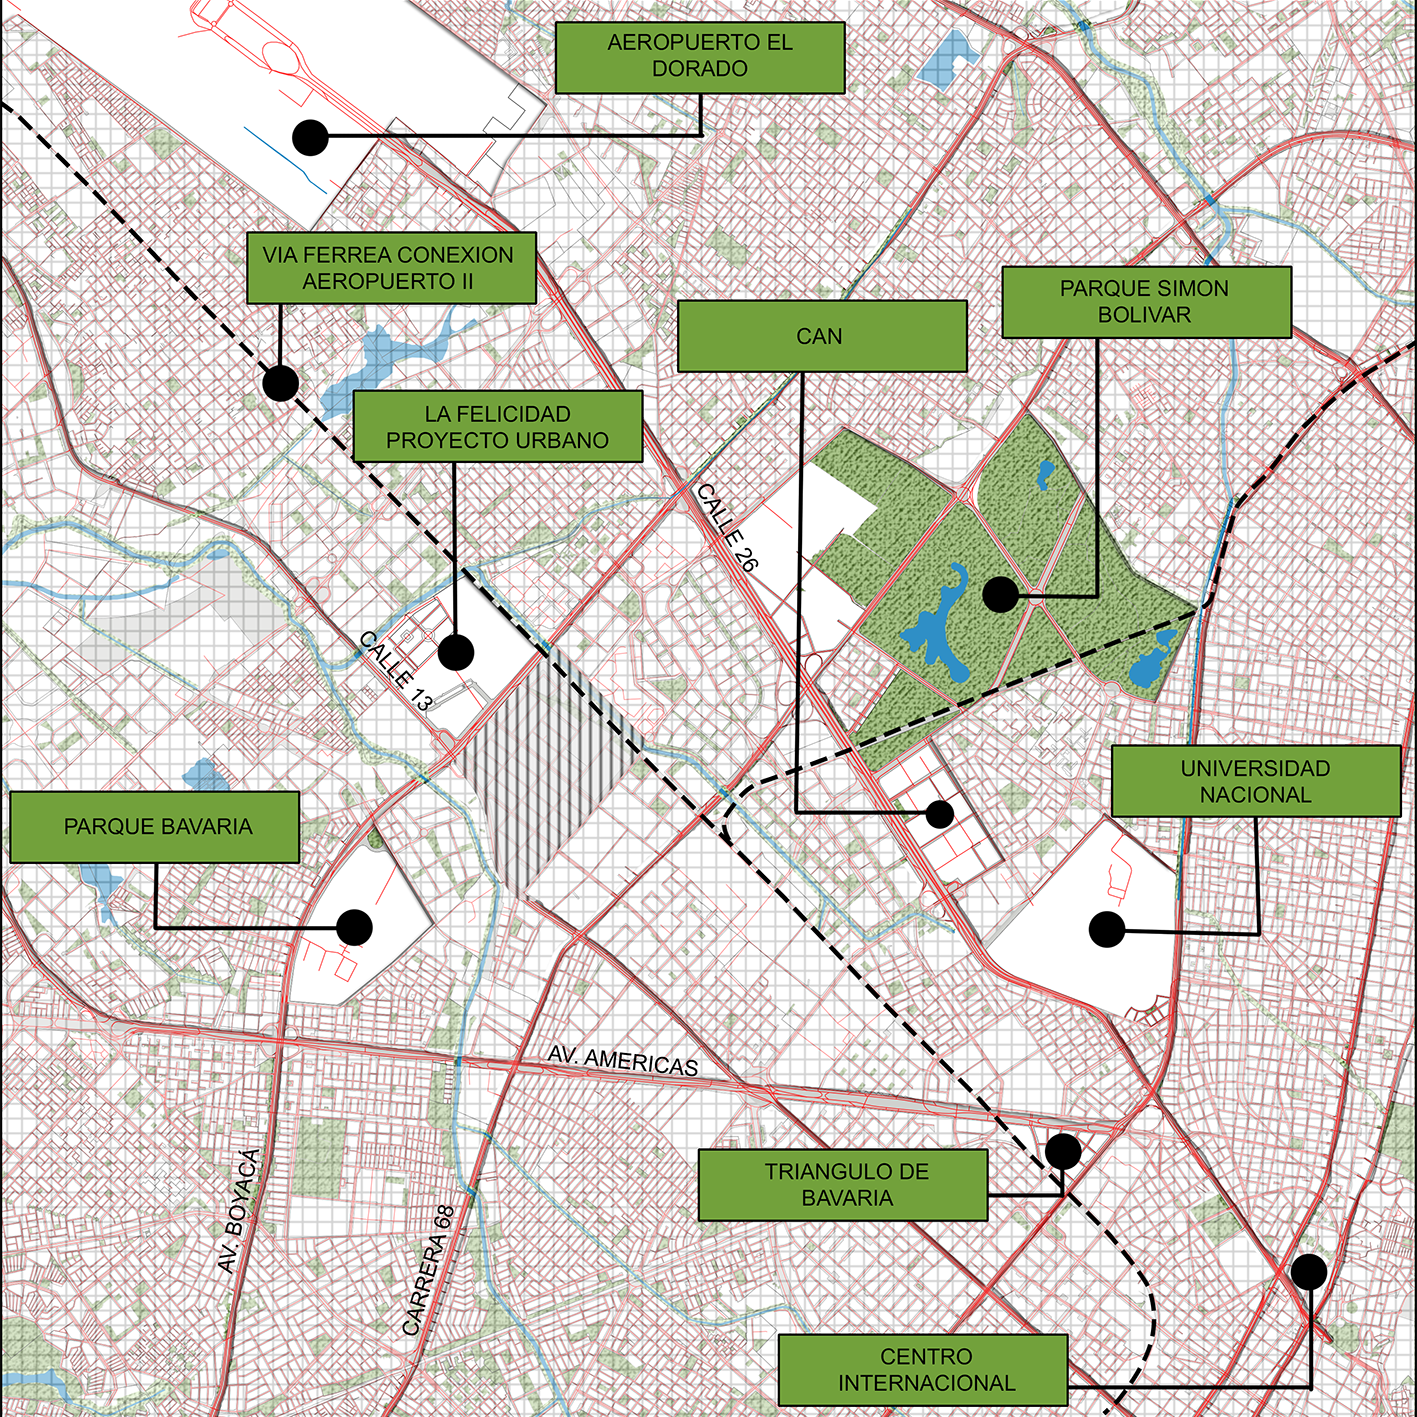 AEROPUERTO EL
DORADO
VIA FERREA CONEXION
AEROPUERTO II
PARQUE SIMON
BOLIVAR
CAN
LA FELICIDAD
PROYECTO URBANO
CALLE 26
CALLE 13
UNIVERSIDAD
NACIONAL
PARQUE BAVARIA
AV. AMERICAS
TRIANGULO DE
BAVARIA
AV. BOYACÁ
CARRERA 68
CENTRO
INTERNACIONAL